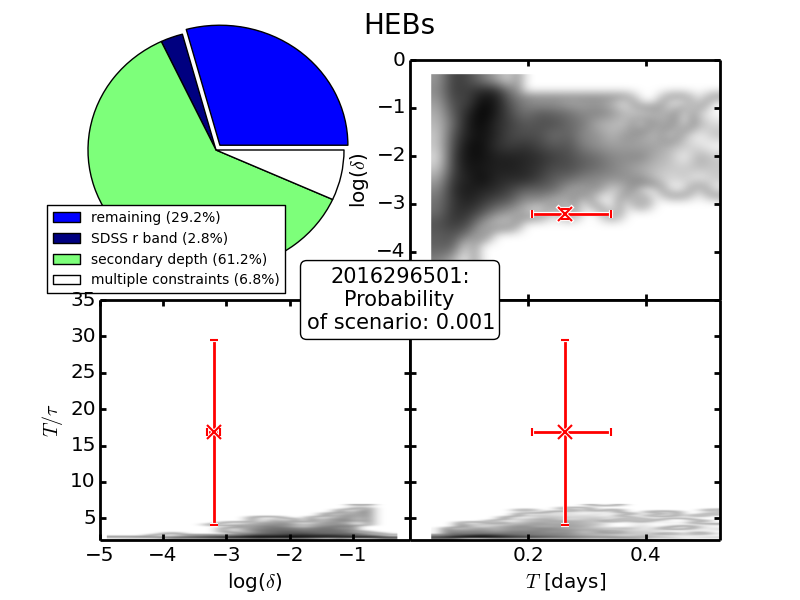 HEBs
remaining (29.2%)
SDSS r band (2.8%)
secondary depth (61.2%)
multiple constraints (6.8%)
0
−1
−2
−3
−4
log(δ)
2016296501:
Probability
of scenario: 0.001
35
30
25
20
15
10
5
T/τ
−5 −4 −3 −2 −1
log(δ)
0.2 0.4
T [days]